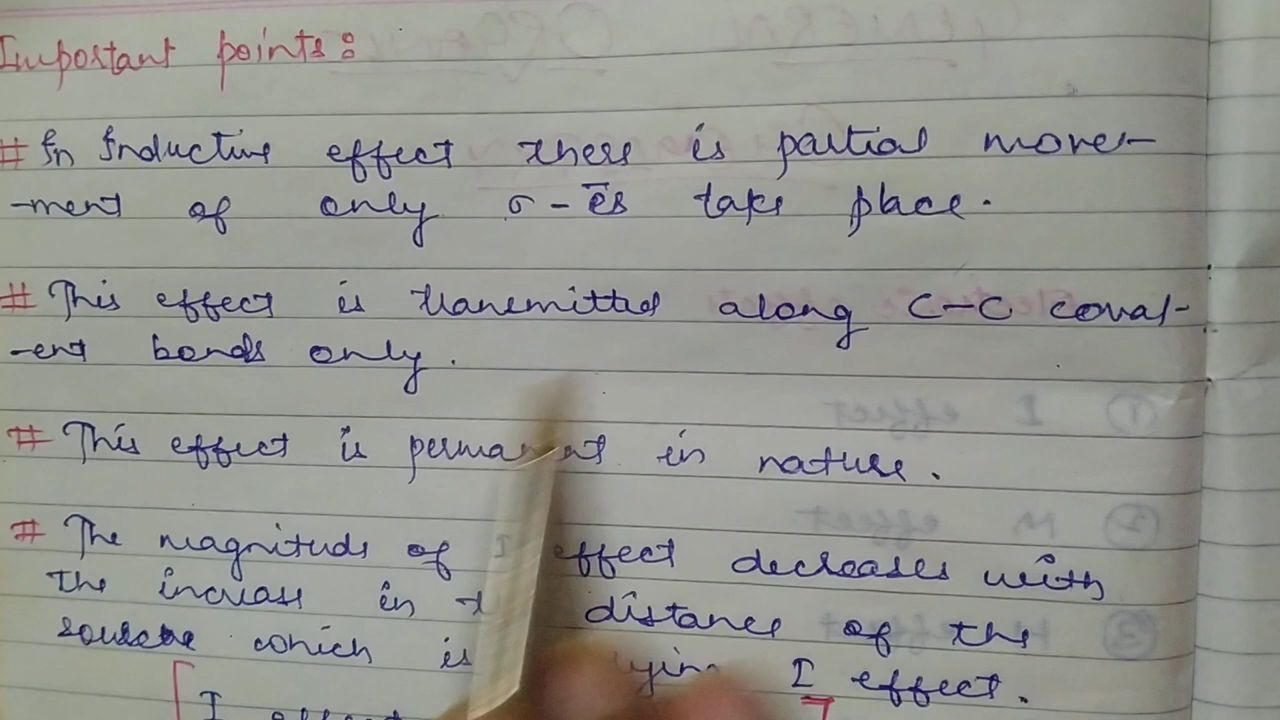 Important points:
# In Inductive effect there is partial move-
-ment of only σ-ēs take place.
# This effect is transmitted along C-C coval-
-ent bonds only.
# This effect is permanent in nature.
# The magnitude of I effect decreases with
the increase in distance of the
source which is I effect.
I effect